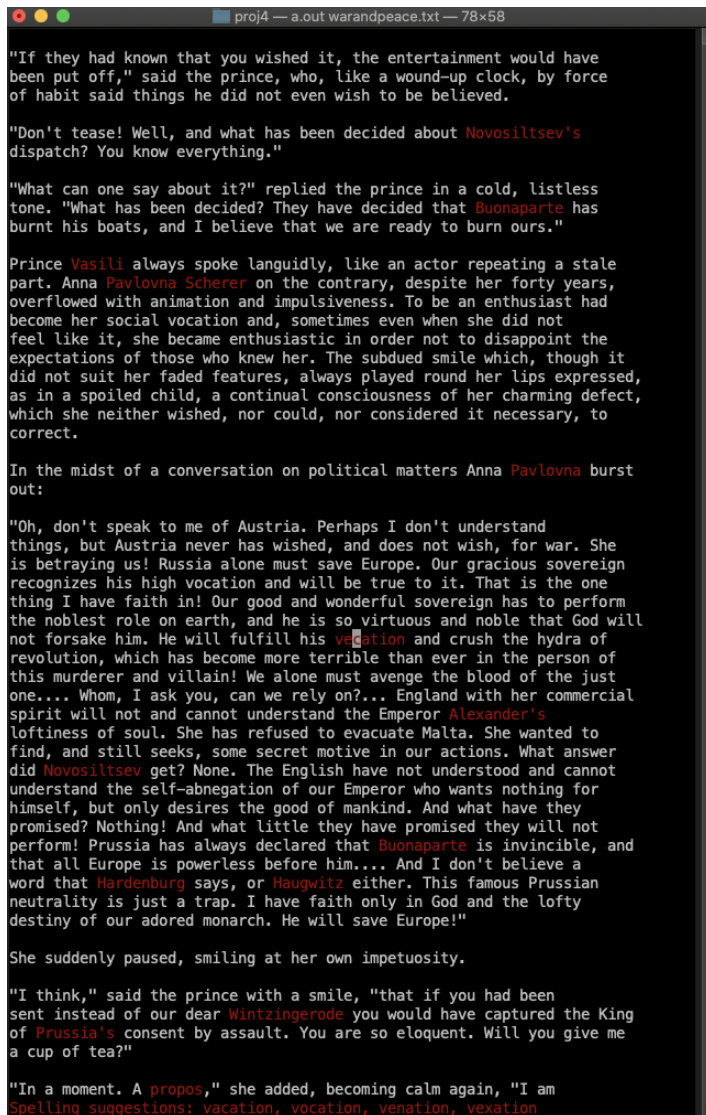 proj4 — a.out warandpeace.txt — 78×58
"If they had known that you wished it, the entertainment would have
been put off," said the prince, who, like a wound-up clock, by force
of habit said things he did not even wish to be believed.
"Don't tease! Well, and what has been decided about Novosiltsev's
dispatch? You know everything."
"What can one say about it?" replied the prince in a cold, listless
tone. "What has been decided? They have decided that Buonaparte has
burnt his boats, and I believe that we are ready to burn ours."
Prince Vasili always spoke languidly, like an actor repeating a stale
part. Anna Pavlovna Scherer on the contrary, despite her forty years,
overflowed with animation and impulsiveness. To be an enthusiast had
become her social vocation and, sometimes even when she did not
feel like it, she became enthusiastic in order not to disappoint the
expectations of those who knew her. The subdued smile which, though it
did not suit her faded features, always played round her lips expressed,
as in a spoiled child, a continual consciousness of her charming defect,
which she neither wished, nor could, nor considered it necessary, to
correct.
In the midst of a conversation on political matters Anna Pavlovna burst
out:
"Oh, don't speak to me of Austria. Perhaps I don't understand
things, but Austria never has wished, and does not wish, for war. She
is betraying us! Russia alone must save Europe. Our gracious sovereign
recognizes his high vocation and will be true to it. That is the one
thing I have faith in! Our good and wonderful sovereign has to perform
the noblest role on earth, and he is so virtuous and noble that God will
not forsake him. He will fulfill his vecation and crush the hydra of
revolution, which has become more terrible than ever in the person of
this murderer and villain! We alone must avenge the blood of the just
one.... Whom, I ask you, can we rely on?... England with her commercial
spirit will not and cannot understand the Emperor Alexander's
loftiness of soul. She has refused to evacuate Malta. She wanted to
find, and still seeks, some secret motive in our actions. What answer
did Novosiltsev get? None. The English have not understood and cannot
understand the self-abnegation of our Emperor who wants nothing for
himself, but only desires the good of mankind. And what have they
promised? Nothing! And what little they have promised they will not
perform! Prussia has always declared that Buonaparte is invincible, and
that all Europe is powerless before him.... And I don't believe a
word that Hardenburg says, or Haugwitz either. This famous Prussian
neutrality is just a trap. I have faith only in God and the lofty
destiny of our adored monarch. He will save Europe!"
She suddenly paused, smiling at her own impetuosity.
"I think," said the prince with a smile, "that if you had been
sent instead of our dear Wintzingerode you would have captured the King
of Prussia's consent by assault. You are so eloquent. Will you give me
a cup of tea?"
"In a moment. A propos," she added, becoming calm again, "I am
Spelling suggestions: vacation, vocation, venation, vexation